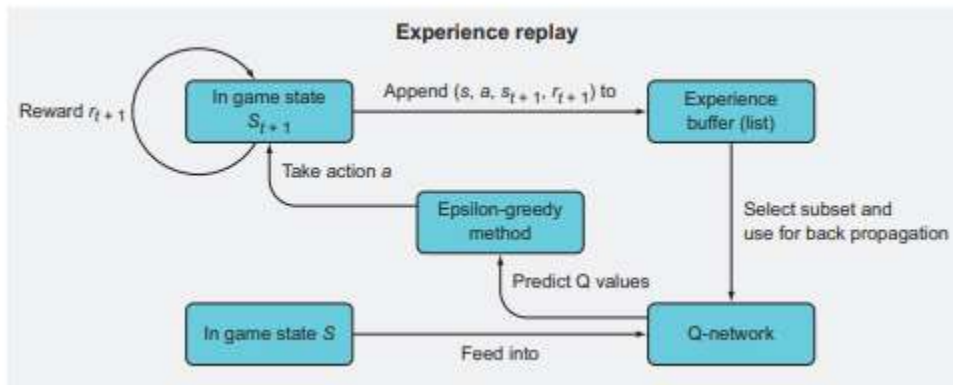 Experience replay
Reward r_{t+1}
In game state
S_{t+1}
Append (s, a, s_{t+1}, r_{t+1}) to
Experience
buffer (list)
Take action a
Epsilon-greedy
method
Select subset and
use for back propagation
Predict Q values
In game state S
Feed into
Q-network